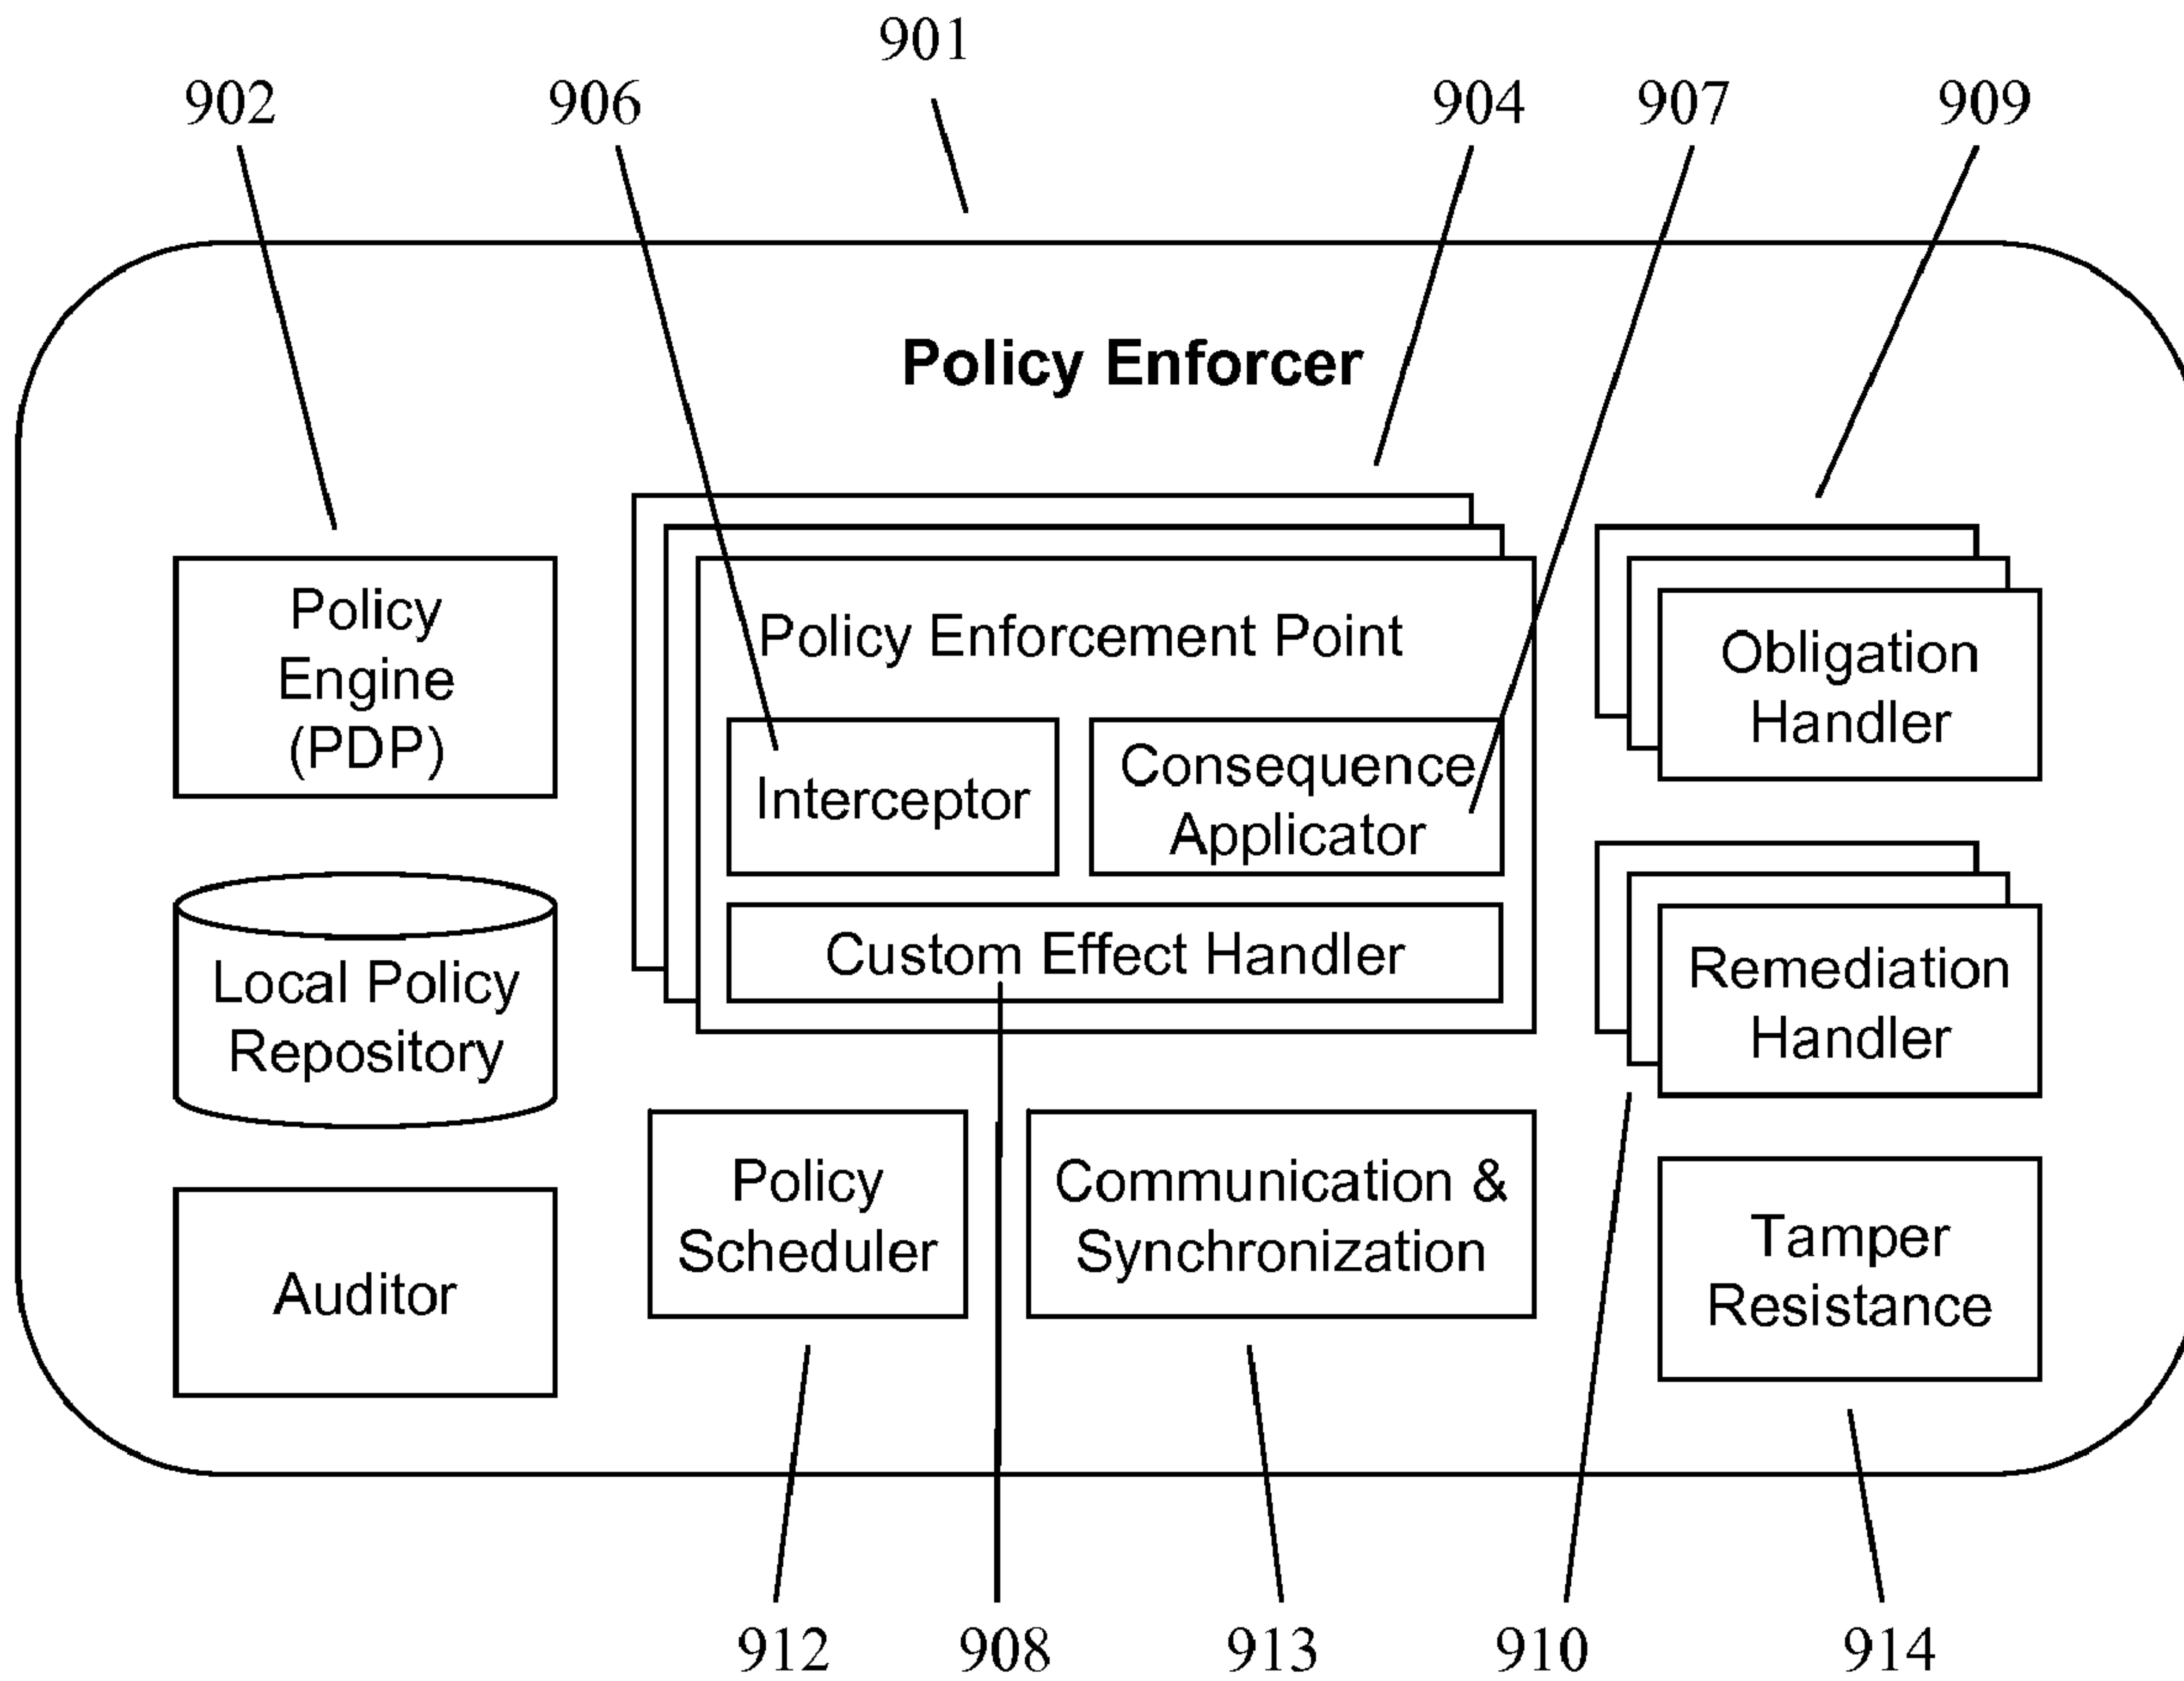 901
902
906
904
907
909
Policy Enforcer
Policy
Engine
(PDP)
Policy Enforcement Point
Interceptor
Consequence
Applicator
Custom Effect Handler
Obligation
Handler
Local Policy
Repository
Remediation
Handler
Auditor
Policy
Scheduler
Communication &
Synchronization
Tamper
Resistance
912
908
913
910
914